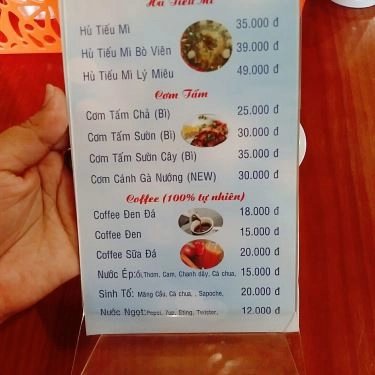 Hủ Tiếu Mì
Hủ Tiếu Mì 35.000 đ
Hủ Tiếu Mì Bò Viên 39.000 đ
Hủ Tiếu Mì Lý Miêu 49.000 đ
Cơm Tấm
Cơm Tấm Chả (Bì) 25.000 đ
Cơm Tấm Sườn (Bì) 30.000 đ
Cơm Tấm Sườn Cây (Bì) 35.000 đ
Cơm Cánh Gà Nướng (NEW) 30.000 đ
Coffee (100% tự nhiên)
Coffee Đen Đá 18.000 đ
Coffee Đen 15.000 đ
Coffee Sữa Đá 20.000 đ
Nước Ép:Ổi,Thơm, Cam, Chanh dây, Cà chua, 15.000 đ
Sinh Tố: Mãng Cầu, Cà chua, , Sapoche, 20.000 đ
Nước Ngọt:Pepsi, 7up, Sting, Twister, 12.000 đ